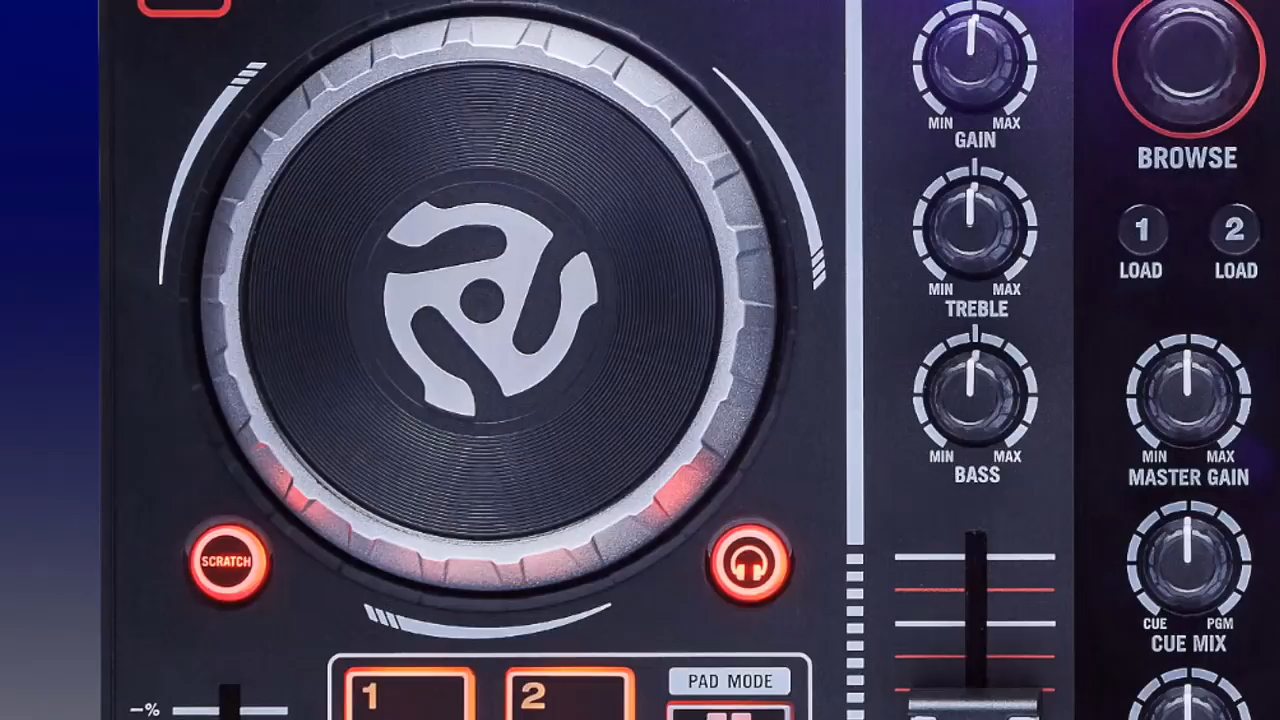 MIN MAX
GAIN
BROWSE
1 2
LOAD LOAD
MIN MAX
TREBLE
MIN MAX
BASS
MIN MAX
MASTER GAIN
SCRATCH
CUE PGM
CUE MIX
1 2
PAD MODE
-%